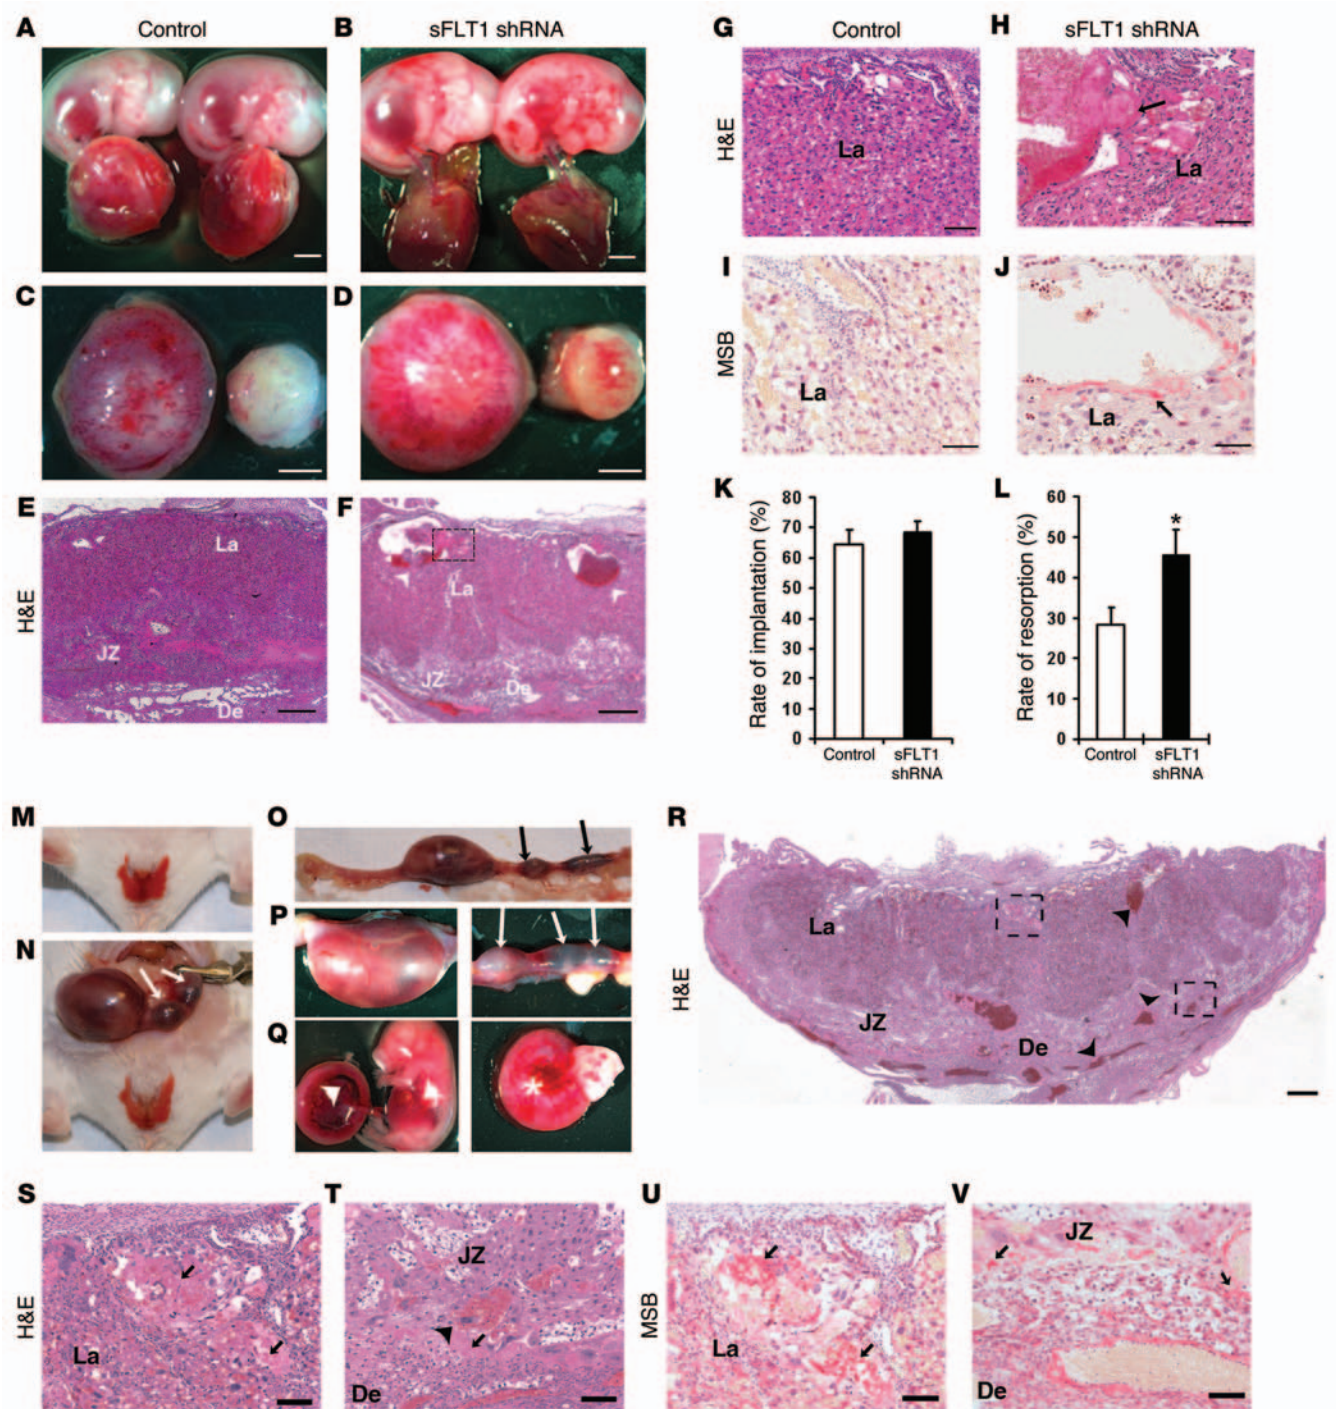 A Control B sFLT1 shRNA
G Control H sFLT1 shRNA
H&E
La
La
C D
I J
MSB
La
La
E F
H&E
La
JZ
De
La
JZ
De
K L
Rate of implantation (%)
80
70
60
50
40
30
20
10
0
Control sFLT1
shRNA
Rate of resorption (%)
60
50
40
30
20
10
0
*
Control sFLT1
shRNA
M O R
N P
Q
*
H&E
La
JZ
De
S T U V
H&E
La
JZ
De
MSB
La
JZ
De